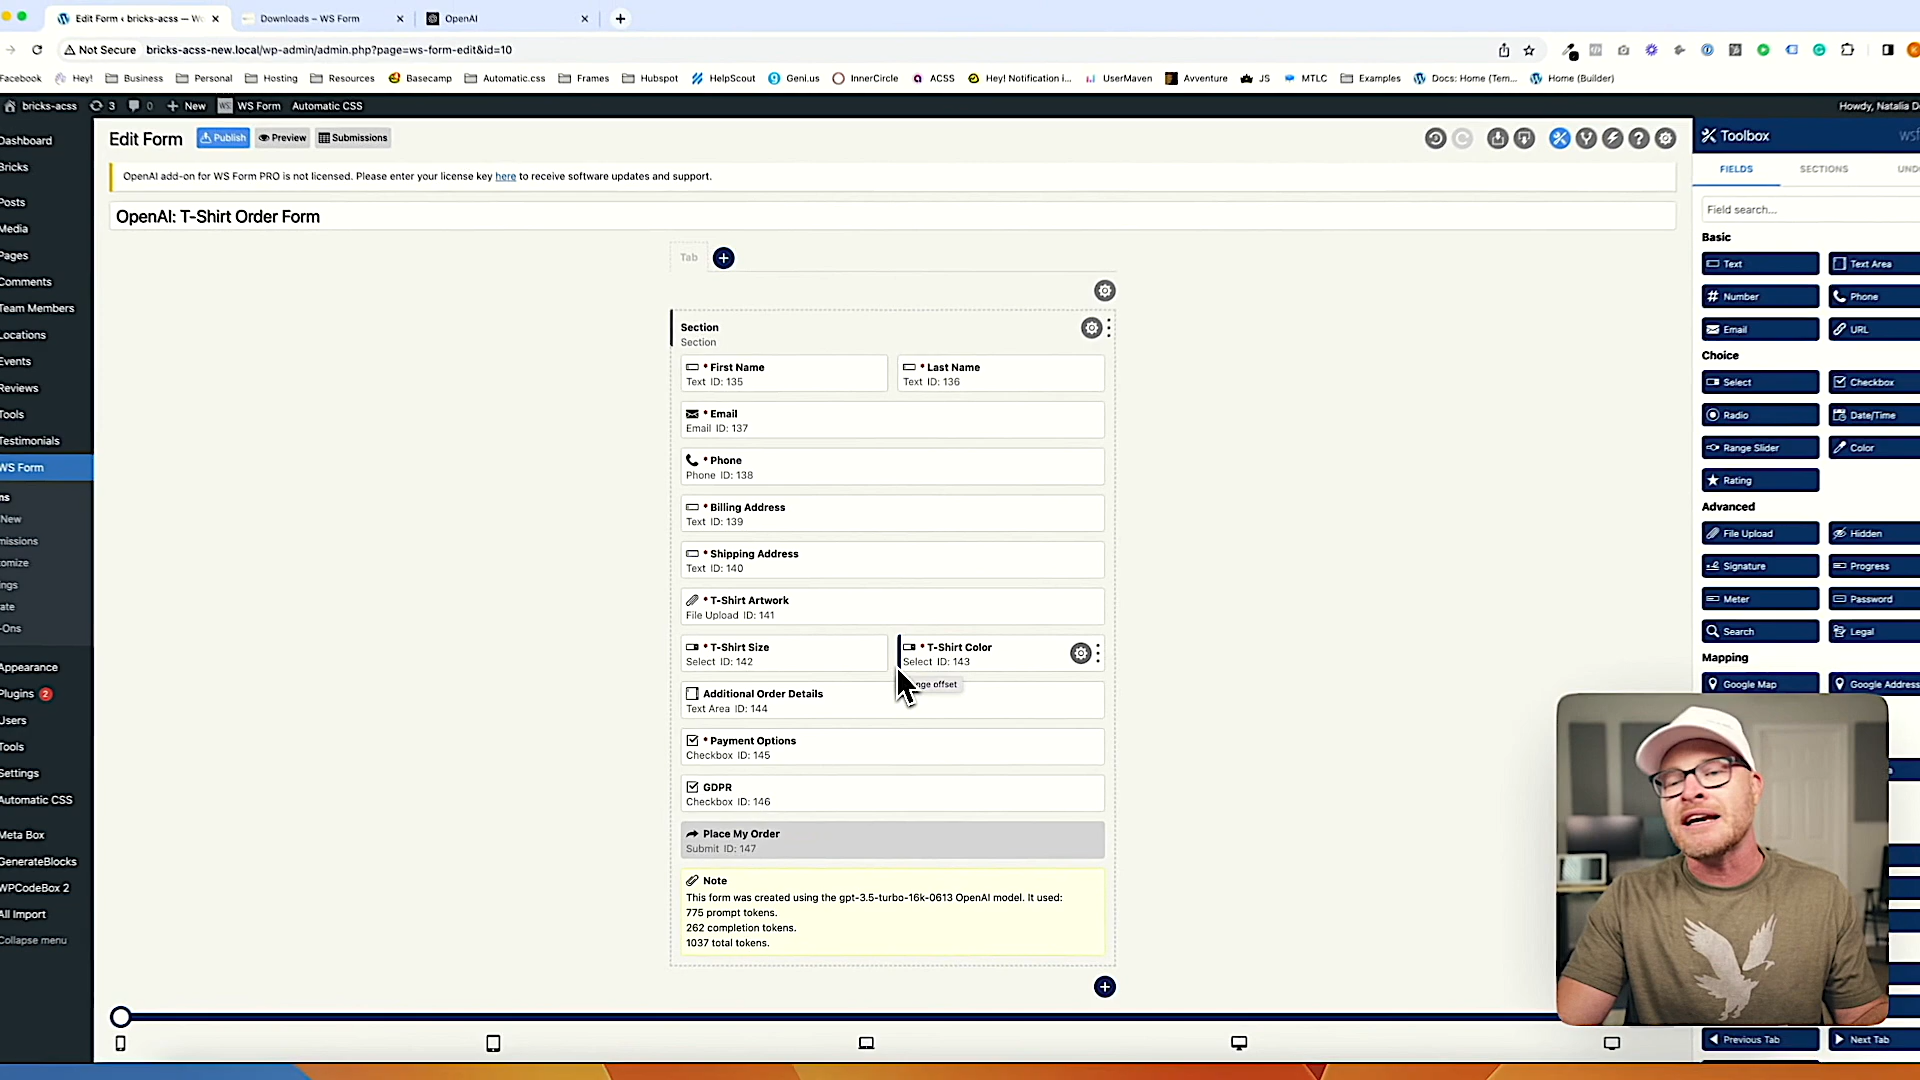 Edit Form ‹ bricks-acss — W
Downloads – WS Form
OpenAI
Not Secure
bricks-acss-new.local/wp-admin/admin.php?page=ws-form-edit&id=10
Facebook
Hey!
Business
Personal
Hosting
Resources
Basecamp
Automatic.css
Frames
Hubspot
HelpScout
Geni.us
InnerCircle
ACSS
Hey! Notification i...
UserMaven
Avventure
JS
MTLC
Examples
Docs: Home (Tem...
Home (Builder)
bricks-acss
3
0
New
WS Form
Automatic CSS
Howdy, Natalia D
Dashboard
Bricks
Posts
Media
Pages
Comments
Team Members
Locations
Events
Reviews
Tools
Testimonials
WS Form
ms
New
missions
tomize
ings
ate
-Ons
Appearance
Plugins 2
Users
Tools
Settings
Automatic CSS
Meta Box
GenerateBlocks
WPCodeBox 2
All Import
Collapse menu
Edit Form
Publish
Preview
Submissions
OpenAI add-on for WS Form PRO is not licensed. Please enter your license key here to receive software updates and support.
OpenAI: T-Shirt Order Form
Tab
Section
Section
* First Name
Text ID: 135
* Last Name
Text ID: 136
* Email
Email ID: 137
* Phone
Phone ID: 138
* Billing Address
Text ID: 139
* Shipping Address
Text ID: 140
* T-Shirt Artwork
File Upload ID: 141
* T-Shirt Size
Select ID: 142
* T-Shirt Color
Select ID: 143
nge offset
Additional Order Details
Text Area ID: 144
* Payment Options
Checkbox ID: 145
GDPR
Checkbox ID: 146
Place My Order
Submit ID: 147
Note
This form was created using the gpt-3.5-turbo-16k-0613 OpenAI model. It used:
775 prompt tokens.
262 completion tokens.
1037 total tokens.
Toolbox
wsf
FIELDS
SECTIONS
UND
Field search...
Basic
Text
Text Area
Number
Phone
Email
URL
Choice
Select
Checkbox
Radio
Date/Time
Range Slider
Color
Rating
Advanced
File Upload
Hidden
Signature
Progress
Meter
Password
Search
Legal
Mapping
Google Map
Google Address
Previous Tab
Next Tab